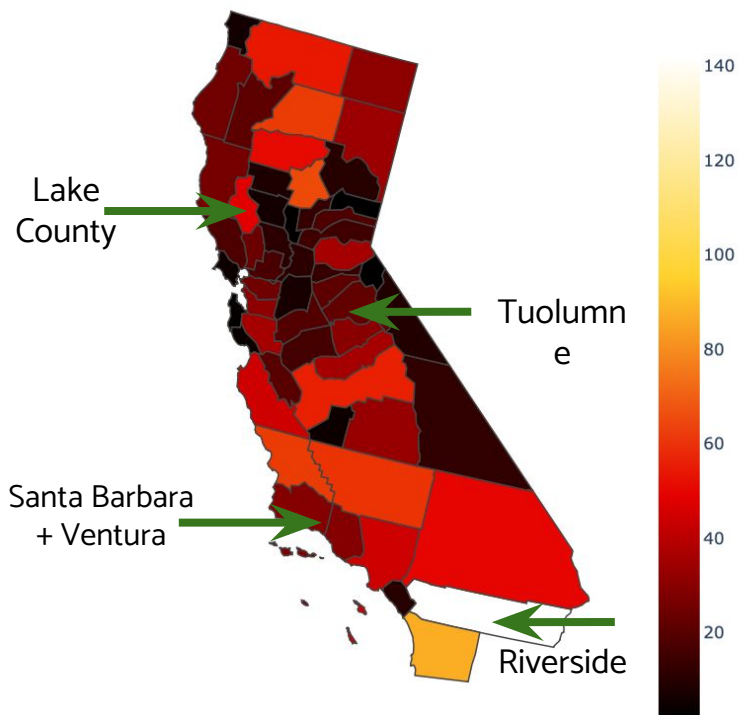 140
120
Lake
County
100
Tuolumn
e
80
60
Santa Barbara
+ Ventura
40
20
Riverside